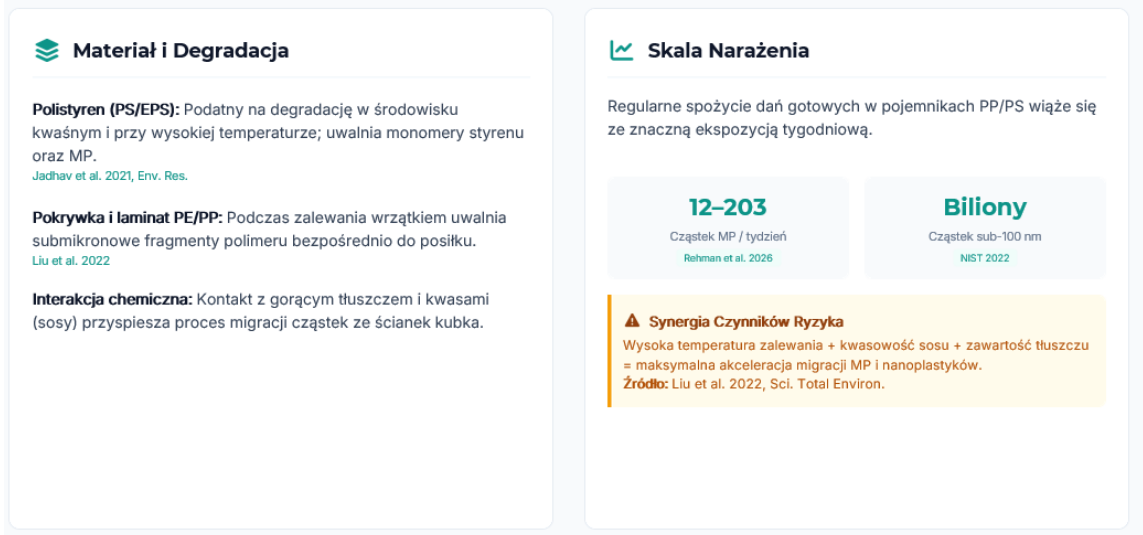 Materiał i Degradacja
Polistyren (PS/EPS): Podatny na degradację w środowisku
kwaśnym i przy wysokiej temperaturze; uwalnia monomery styrenu
oraz MP.
Jadhav et al. 2021, Env. Res.
Pokrywka i laminat PE/PP: Podczas zalewania wrzątkiem uwalnia
submikronowe fragmenty polimeru bezpośrednio do posiłku.
Liu et al. 2022
Interakcja chemiczna: Kontakt z gorącym tłuszczem i kwasami
(sosy) przyspiesza proces migracji cząstek ze ścianek kubka.
Skala Narażenia
Regularne spożycie dań gotowych w pojemnikach PP/PS wiąże się
ze znaczną ekspozycją tygodniową.
12–203
Cząstek MP / tydzień
Rehman et al. 2026
Biliony
Cząstek sub-100 nm
NIST 2022
Synergia Czynników Ryzyka
Wysoka temperatura zalewania + kwasowość sosu + zawartość tłuszczu
= maksymalna akceleracja migracji MP i nanoplastyków.
Źródło: Liu et al. 2022, Sci. Total Environ.